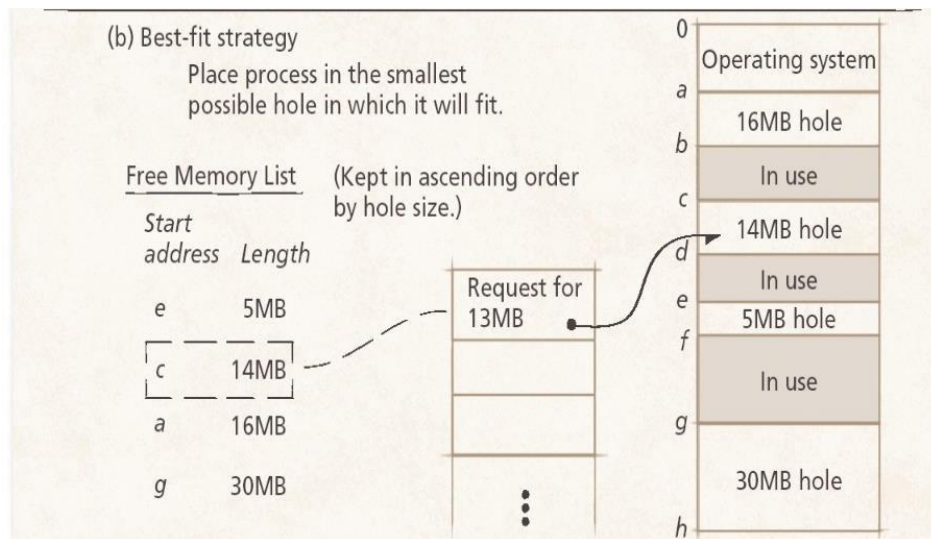 (b) Best-fit strategy
Place process in the smallest
possible hole in which it will fit.
Free Memory List
(Kept in ascending order
by hole size.)
Start
address Length
e 5MB
c 14MB
a 16MB
g 30MB
Request for
13MB
0
Operating system
a
16MB hole
b
In use
c
14MB hole
d
In use
e
5MB hole
f
In use
g
30MB hole
h